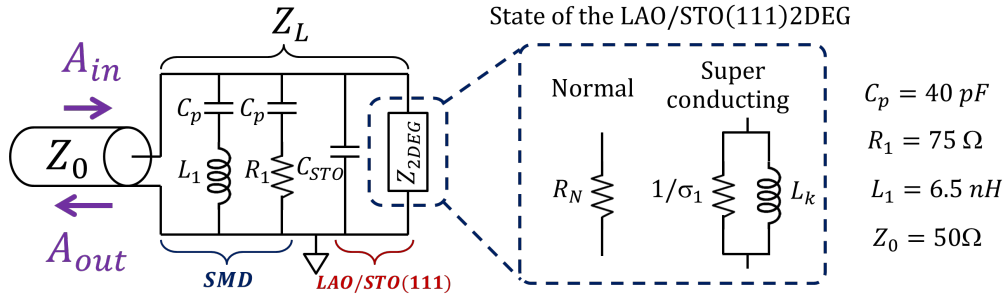 State of the LAO/STO(111)2DEG
Z_L
A_in
Z_0
A_out
C_p
C_p
L_1
R_1
C_STO
Z_2DEG
SMD
LAO/STO(111)
Normal
Super
conducting
R_N
1/σ_1
L_k
C_p = 40 pF
R_1 = 75 Ω
L_1 = 6.5 nH
Z_0 = 50Ω